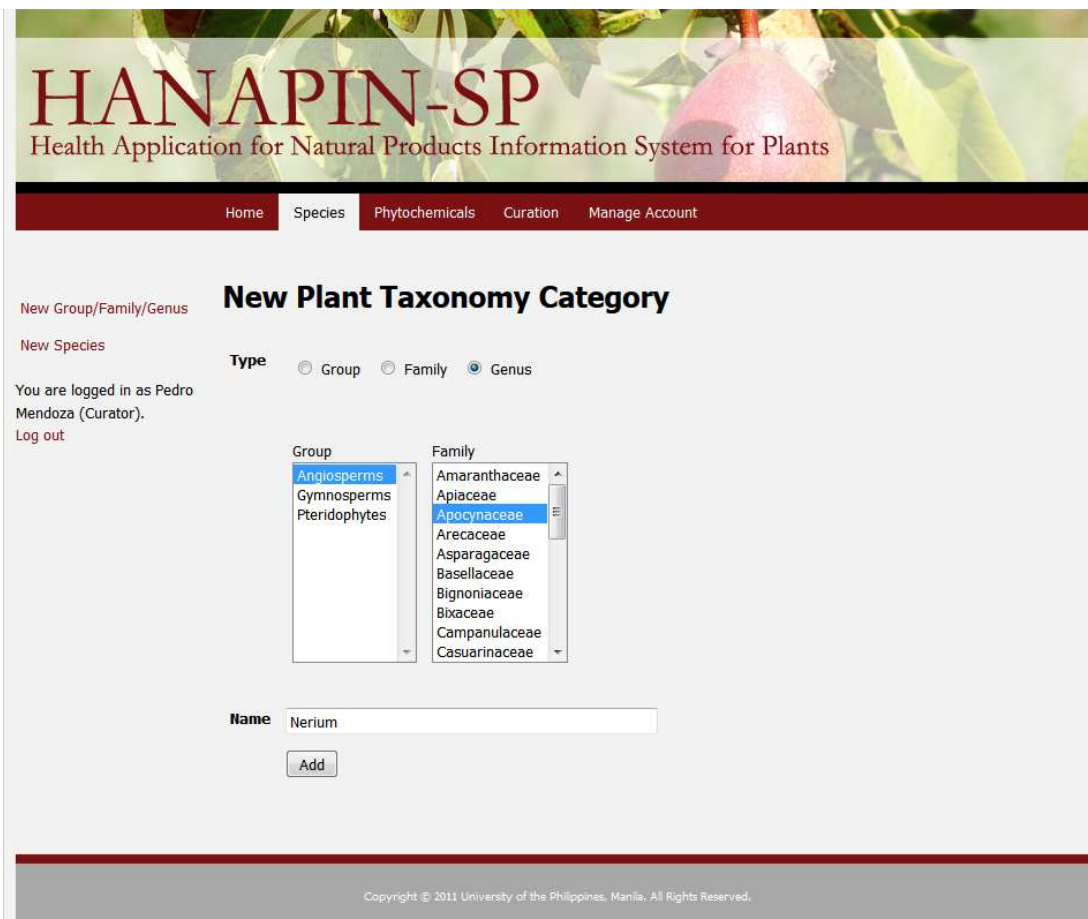 HANAPIN-SP
Health Application for Natural Products Information System for Plants
Home Species Phytochemicals Curation Manage Account
New Group/Family/Genus
New Species
You are logged in as Pedro
Mendoza (Curator).
Log out
New Plant Taxonomy Category
Type Group Family Genus
Group
Angiosperms
Gymnosperms
Pteridophytes
Family
Amaranthaceae
Apiaceae
Apocynaceae
Arecaceae
Asparagaceae
Basellaceae
Bignoniaceae
Bixaceae
Campanulaceae
Casuarinaceae
Name Nerium
Add
Copyright © 2011 University of the Philippines, Manila. All Rights Reserved.